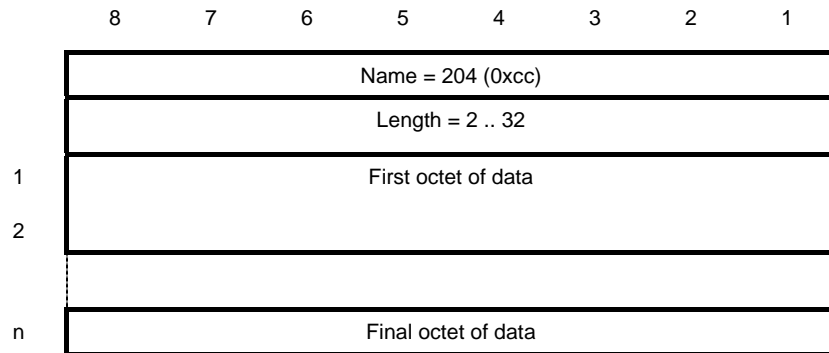 8 7 6 5 4 3 2 1
Name = 204 (0xcc)
Length = 2 .. 32
1 First octet of data
2
n Final octet of data